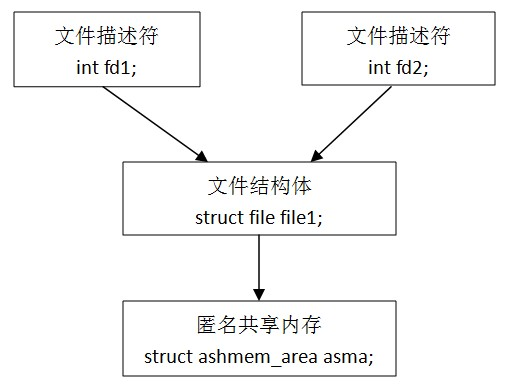 文件描述符
int fd1;
文件描述符
int fd2;
文件结构体
struct file file1;
匿名共享内存
struct ashmem_area asma;